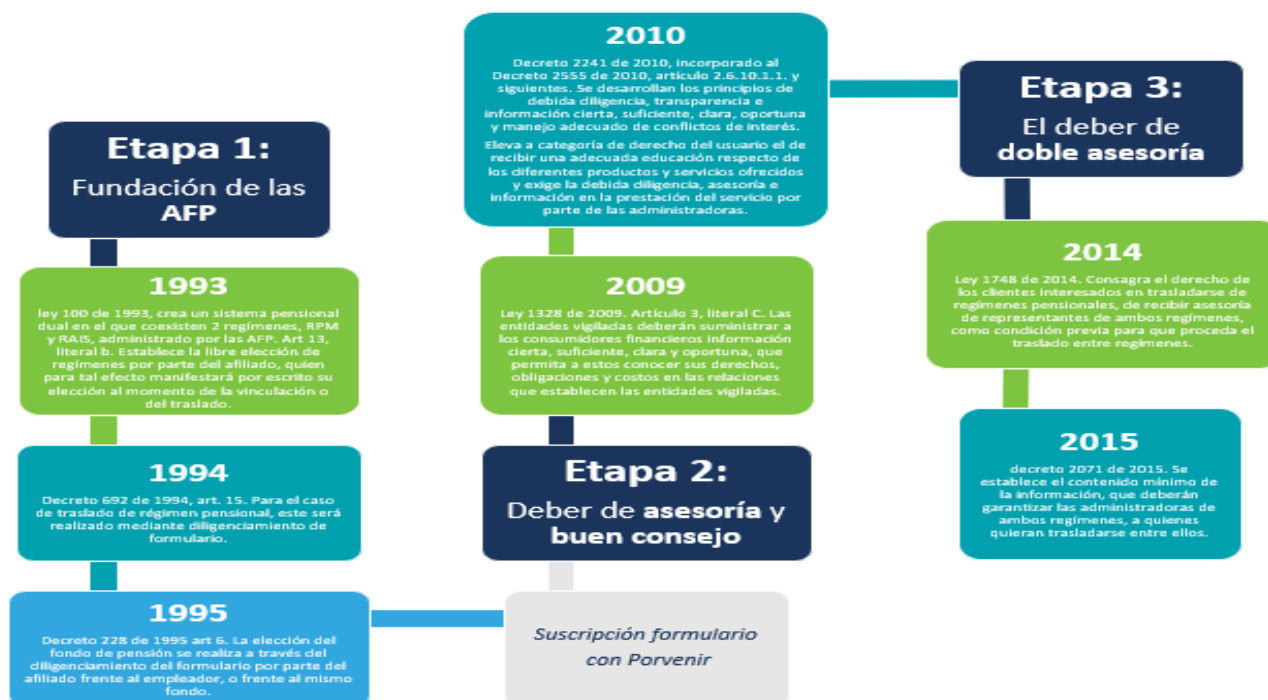 Etapa 1:
Fundación de las
AFP
1993
ley 100 de 1993, crea un sistema pensional
dual en el que coexisten 2 regímenes, RPM
y RAIS, administrado por las AFP. Art 13,
literal b. Establece la libre elección de
regímenes por parte del afiliado, quien
para tal efecto manifestará por escrito su
elección al momento de la vinculación o
del traslado.
1994
Decreto 692 de 1994, art. 15. Para el caso
de traslado de régimen pensional, este será
realizado mediante diligenciamiento de
formulario.
1995
Decreto 228 de 1995 art 6. La elección del
fondo de pensión se realiza a través del
diligenciamiento del formulario por parte del
afiliado frente al empleador, o frente al mismo
fondo.
Suscripción formulario
con Porvenir
Etapa 2:
Deber de asesoría y
buen consejo
2009
Ley 1328 de 2009. Artículo 3, literal C. Las
entidades vigiladas deberán suministrar a
los consumidores financieros información
cierta, suficiente, clara y oportuna, que
permita a estos conocer sus derechos,
obligaciones y costos en las relaciones
que establecen las entidades vigiladas.
2010
Decreto 2241 de 2010, incorporado al
Decreto 2555 de 2010, artículo 2.6.10.1.1. y
siguientes. Se desarrollan los principios de
debida diligencia, transparencia e
información cierta, suficiente, clara, oportuna
y manejo adecuado de conflictos de interés.
Eleva a categoría de derecho del usuario el de
recibir una adecuada educación respecto de
los diferentes productos y servicios ofrecidos
y exige la debida diligencia, asesoría e
información en la prestación del servicio por
parte de las administradoras.
Etapa 3:
El deber de
doble asesoría
2014
Ley 1748 de 2014. Consagra el derecho de
los clientes interesados en trasladarse de
regímenes pensionales, de recibir asesoría
de representantes de ambos regímenes,
como condición previa para que proceda el
traslado entre regímenes.
2015
decreto 2071 de 2015. Se
establece el contenido mínimo de
la información, que deberán
garantizar las administradoras de
ambos regímenes, a quienes
quieran trasladarse entre ellos.